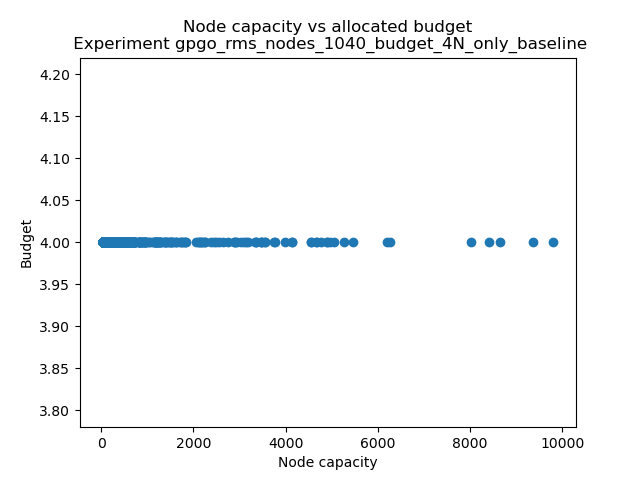 Node capacity vs allocated budget
Experiment gpgo_rms_nodes_1040_budget_4N_only_baseline
4.20
4.15
4.10
4.05
4.00
3.95
3.90
3.85
3.80
Budget
0 2000 4000 6000 8000 10000
Node capacity